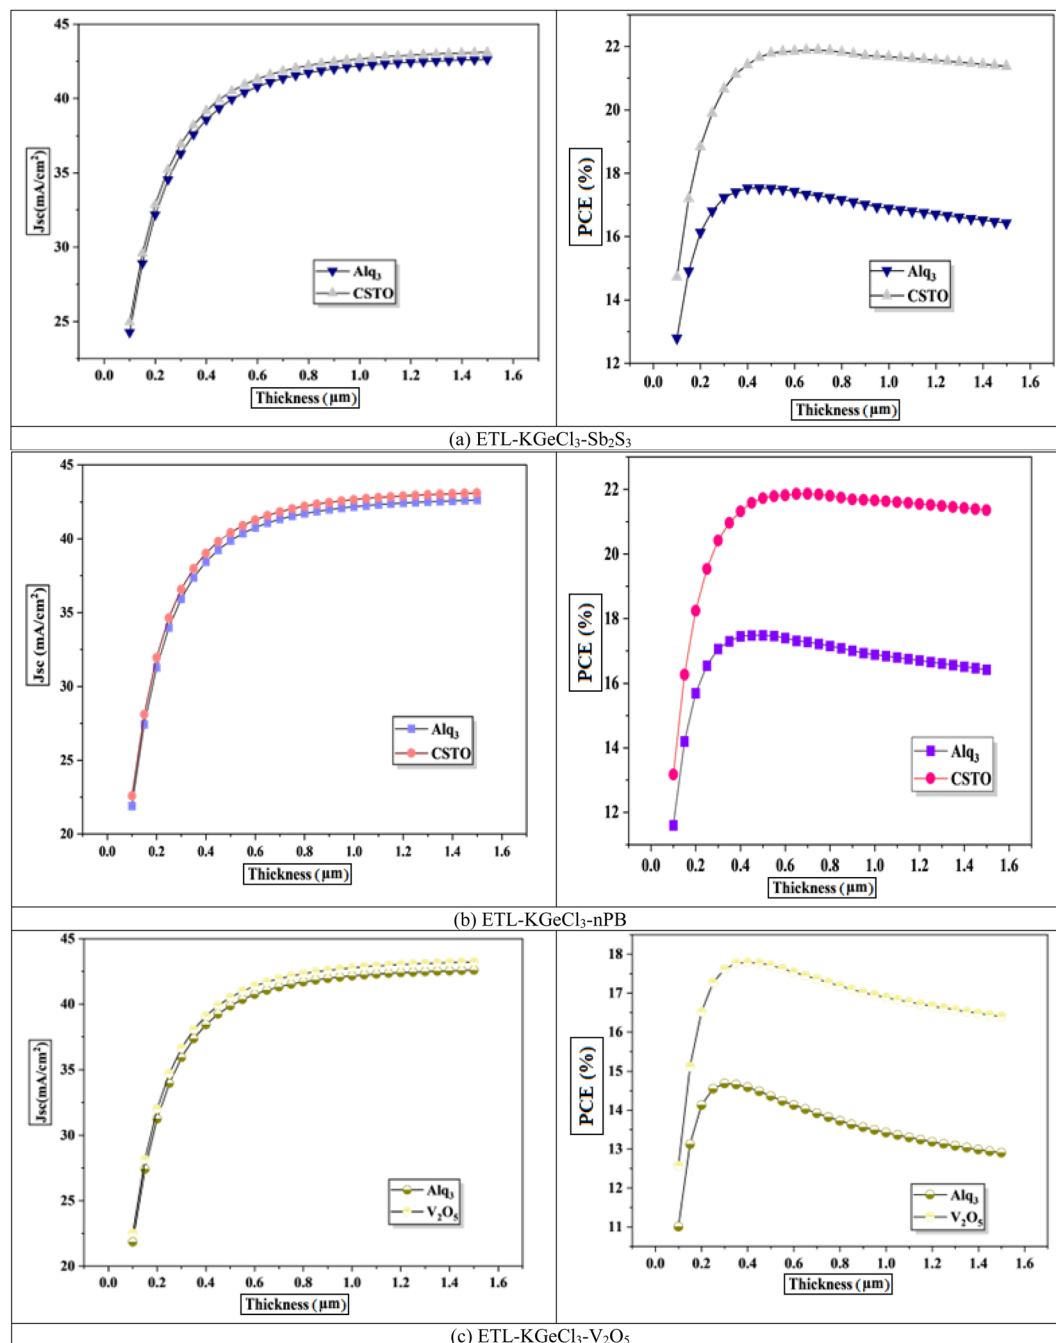 45
40
35
30
25
Jsc(mA/cm²)
Alq₃
CSTO
0.0 0.2 0.4 0.6 0.8 1.0 1.2 1.4 1.6
Thickness (µm)
22
20
18
16
14
12
PCE (%)
Alq₃
CSTO
0.0 0.2 0.4 0.6 0.8 1.0 1.2 1.4 1.6
Thickness (µm)
(a) ETL-KGeCl₃-Sb₂S₃
45
40
35
30
25
20
Jsc (mA/cm²)
Alq₃
CSTO
0.0 0.2 0.4 0.6 0.8 1.0 1.2 1.4 1.6
Thickness (µm)
22
20
18
16
14
12
PCE (%)
Alq₃
CSTO
0.0 0.2 0.4 0.6 0.8 1.0 1.2 1.4 1.6
Thickness (µm)
(b) ETL-KGeCl₃-nPB
45
40
35
30
25
20
Jsc(mA/cm²)
Alq₃
V₂O₅
0.0 0.2 0.4 0.6 0.8 1.0 1.2 1.4 1.6
Thickness (µm)
18
17
16
15
14
13
12
11
PCE (%)
Alq₃
V₂O₅
0.0 0.2 0.4 0.6 0.8 1.0 1.2 1.4 1.6
Thickness (µm)
(c) ETL-KGeCl₃-V₂O₅